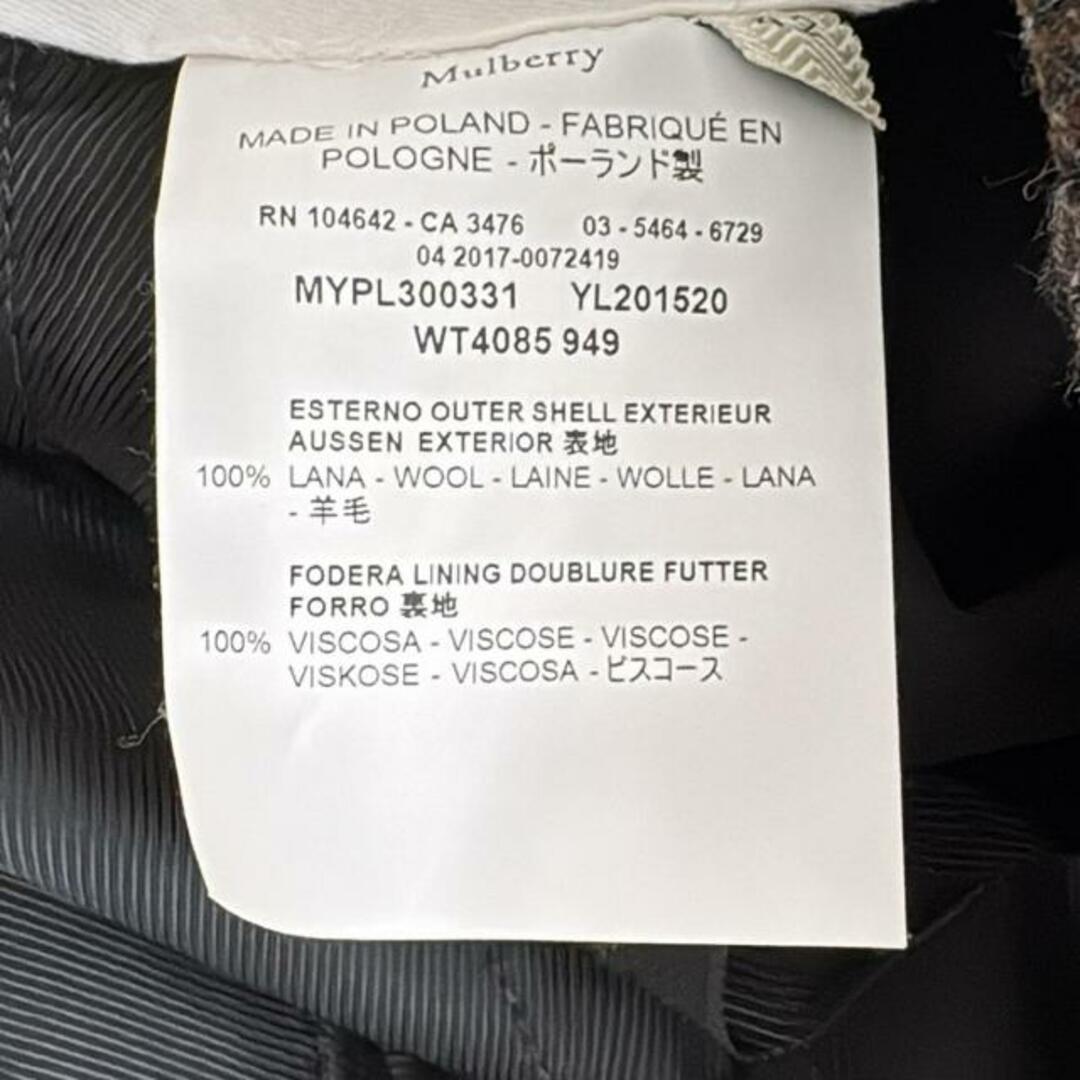 Mulberry
MADE IN POLAND - FABRIQUÉ EN
POLOGNE - ポーランド製
RN 104642 - CA 3476 03 - 5464 - 6729
04 2017-0072419
MYPL300331 YL201520
WT4085 949
ESTERNO OUTER SHELL EXTERIEUR
AUSSEN EXTERIOR 表地
100% LANA - WOOL - LAINE - WOLLE - LANA
- 羊毛
FODERA LINING DOUBLURE FUTTER
FORRO 裏地
100% VISCOSA - VISCOSE - VISCOSE -
VISKOSE - VISCOSA - ビスコース